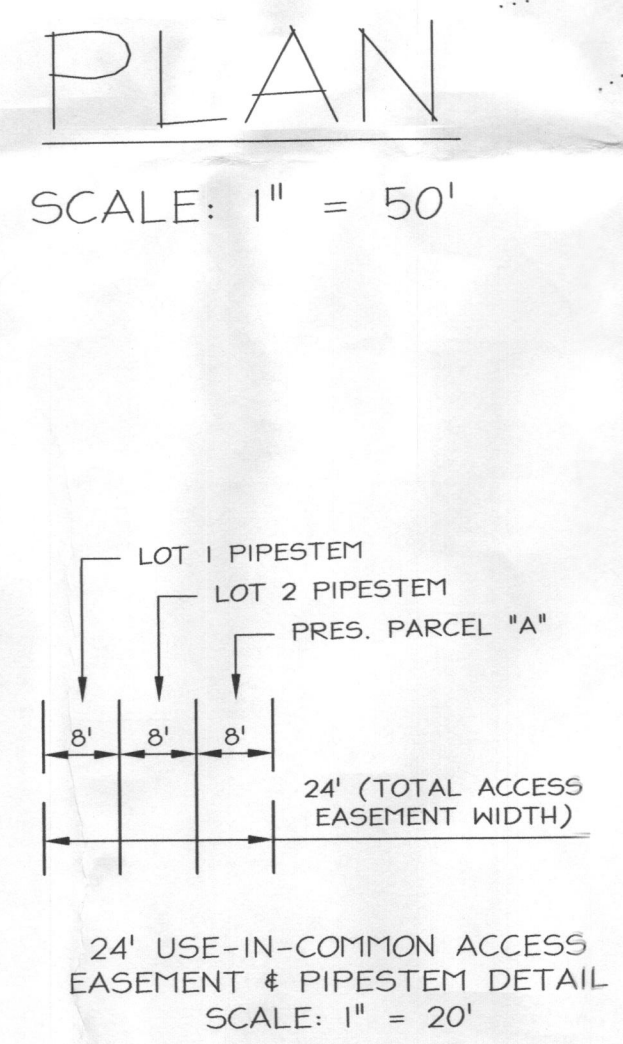 PLAN
SCALE: 1" = 50'
LOT 1 PIPESTEM
LOT 2 PIPESTEM
PRES. PARCEL "A"
8' 8' 8'
24' (TOTAL ACCESS
EASEMENT WIDTH)
24' USE-IN-COMMON ACCESS
EASEMENT & PIPESTEM DETAIL
SCALE: 1" = 20'